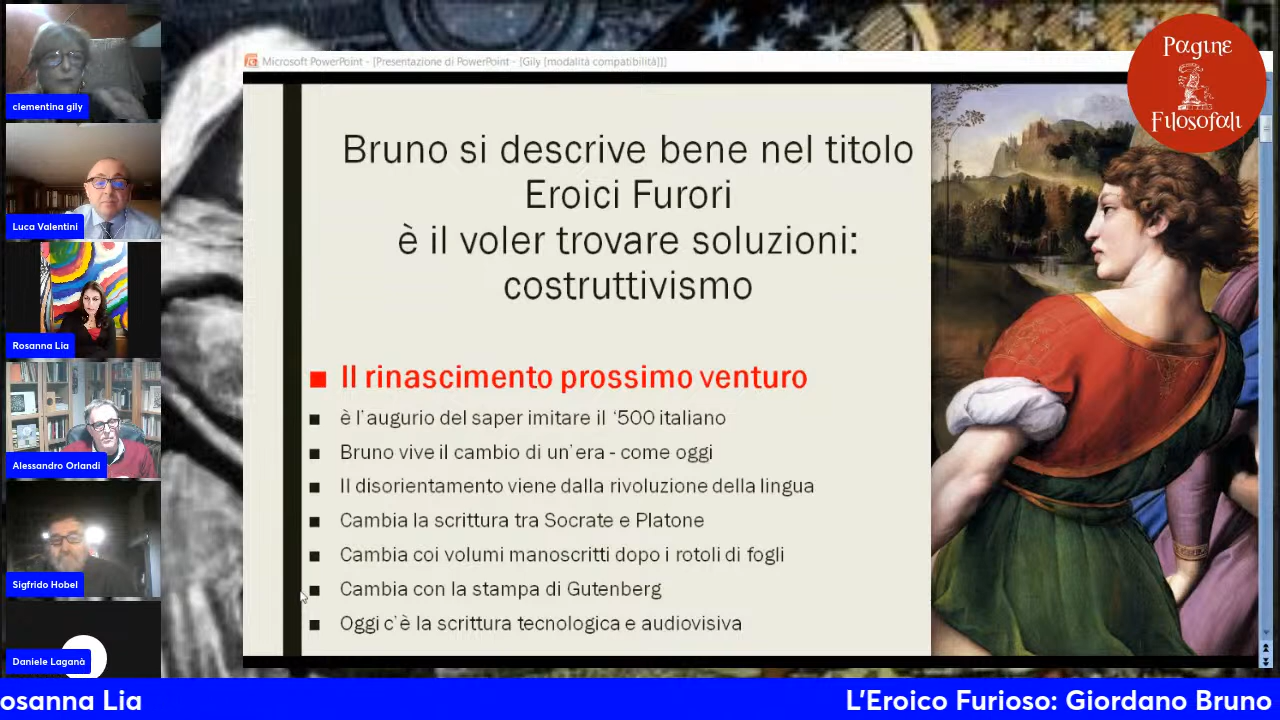 Microsoft PowerPoint - [Presentazione di PowerPoint - [Gily [modalità compatibilità]]]
Pagine
Filosofali
Bruno si descrive bene nel titolo
Eroici Furori
è il voler trovare soluzioni:
costruttivismo
Il rinascimento prossimo venturo
è l'augurio del saper imitare il ‘500 italiano
Bruno vive il cambio di un'era - come oggi
Il disorientamento viene dalla rivoluzione della lingua
Cambia la scrittura tra Socrate e Platone
Cambia coi volumi manoscritti dopo i rotoli di fogli
Cambia con la stampa di Gutenberg
Oggi c'è la scrittura tecnologica e audiovisiva
clementina gily
Luca Valentini
Rosanna Lia
Alessandro Orlandi
Sigfrido Hobel
Daniele Laganà
osanna Lia
L'Eroico Furioso: Giordano Bruno